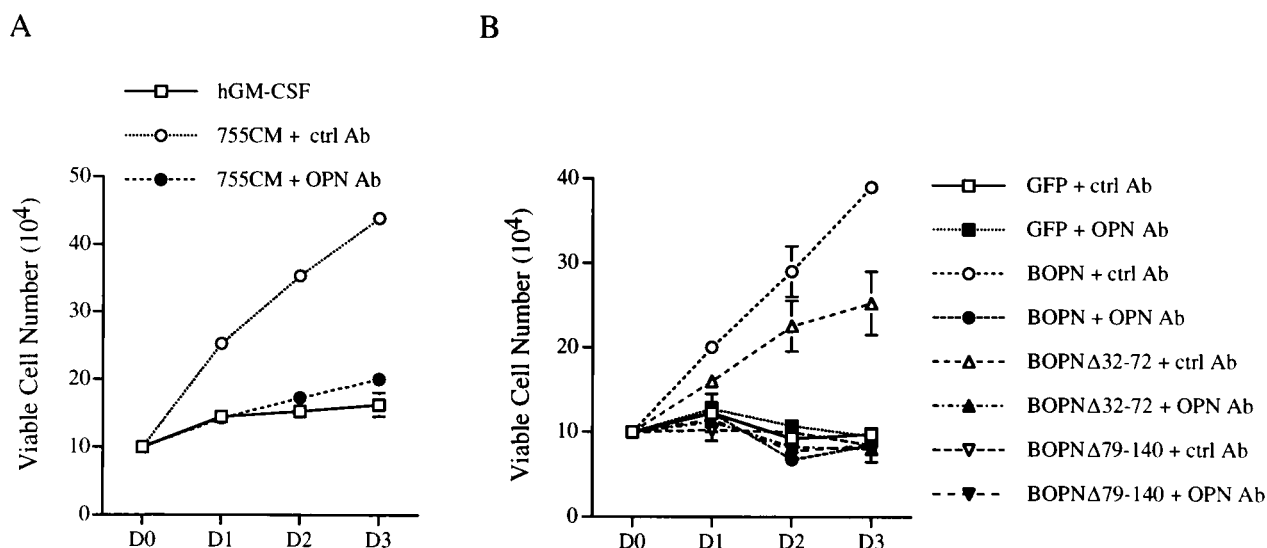 A
B
hGM-CSF
755CM + ctrl Ab
755CM + OPN Ab
Viable Cell Number (10⁴)
50
40
30
20
10
0
D0 D1 D2 D3
Viable Cell Number (10⁴)
40
30
20
10
0
D0 D1 D2 D3
GFP + ctrl Ab
GFP + OPN Ab
BOPN + ctrl Ab
BOPN + OPN Ab
BOPNΔ32-72 + ctrl Ab
BOPNΔ32-72 + OPN Ab
BOPNΔ79-140 + ctrl Ab
BOPNΔ79-140 + OPN Ab